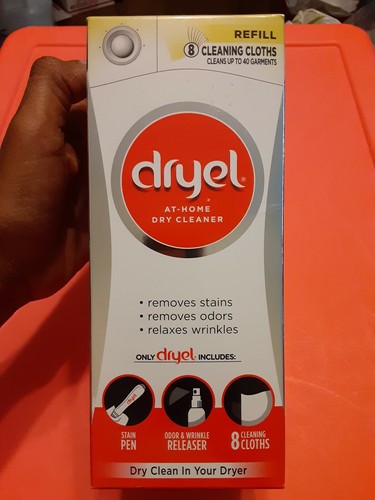 REFILL
8 CLEANING CLOTHS
CLEANS UP TO 40 GARMENTS
dryel®
AT-HOME
DRY CLEANER
• removes stains
• removes odors
• relaxes wrinkles
ONLY dryel INCLUDES:
STAIN PEN
ODOR & WRINKLE RELEASER
8 CLEANING CLOTHS
Dry Clean In Your Dryer